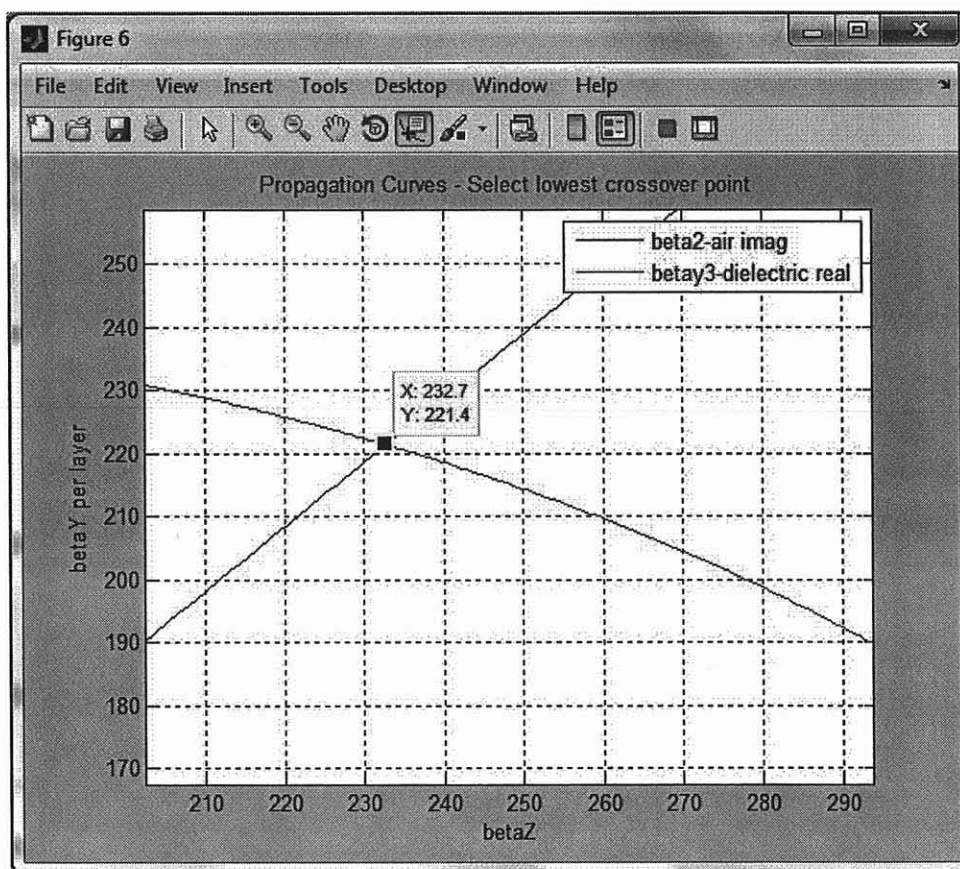 Figure 6
File Edit View Insert Tools Desktop Window Help
Propagation Curves - Select lowest crossover point
beta2-air imag
betay3-dielectric real
250
240
230
220
210
200
190
180
170
X: 232.7
Y: 221.4
betaY per layer
210 220 230 240 250 260 270 280 290
betaZ